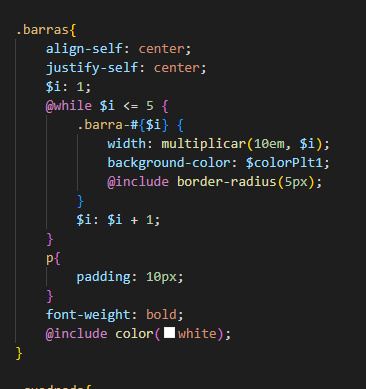 .barras{
    align-self: center;
    justify-self: center;
    $i: 1;
    @while $i <= 5 {
        .barra-#{$i} {
            width: multiplicar(10em, $i);
            background-color: $colorPlt1;
            @include border-radius(5px);
        }
        $i: $i + 1;
    }
    p{
        padding: 10px;
    }
    font-weight: bold;
    @include color(white);
}